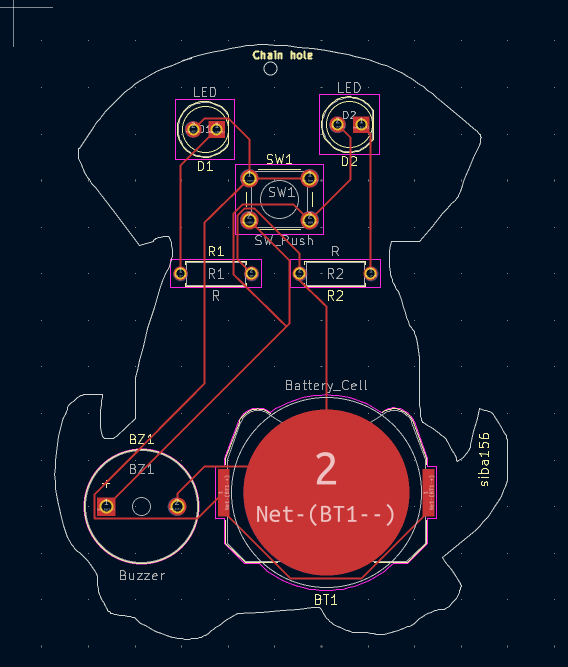 Chain hole
LED
LED
D1
D2
D1
D2
SW1
SW1
SW_Push
R1
R
R1
R2
R
R2
Battery_Cell
BZ1
BZ1
+
siba156
2
Net-(BT1--)
Buzzer
BT1